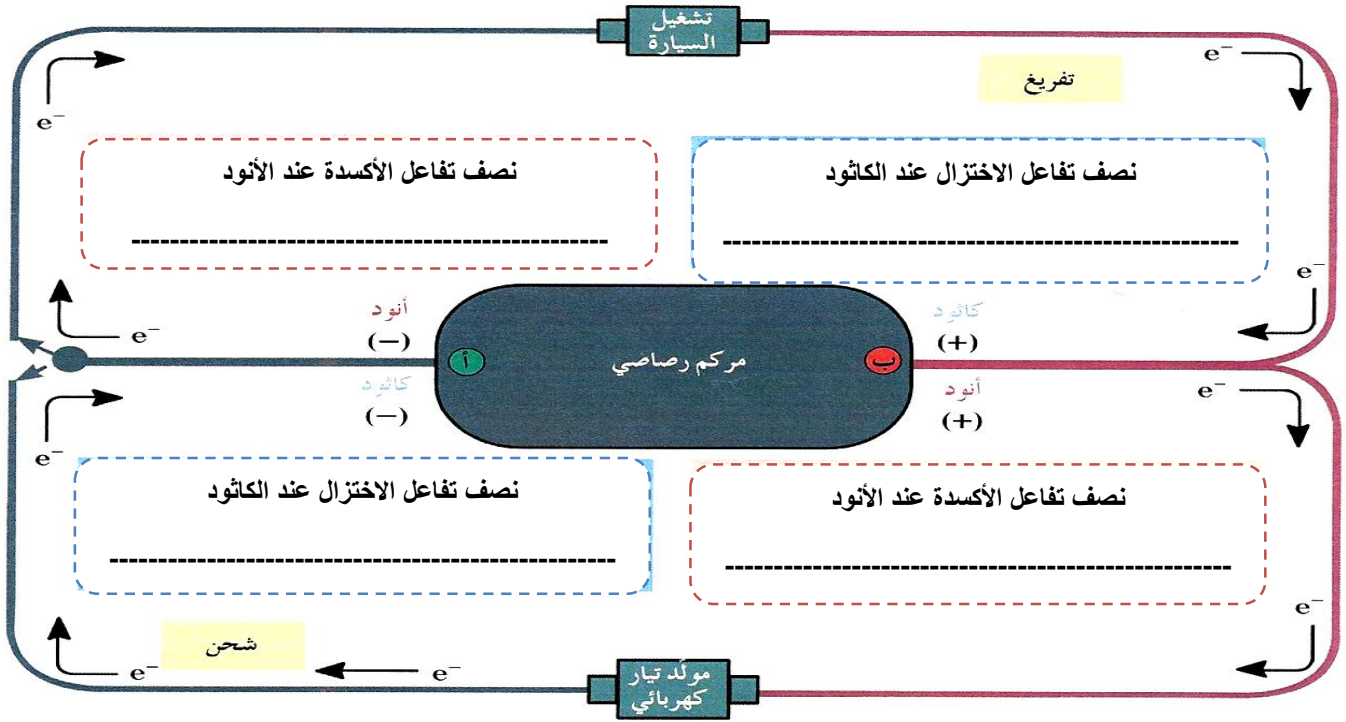 تشغيل
السيارة
e⁻
e⁻
تفريغ
نصف تفاعل الاختزال عند الكاثود
--------------------------------------------------
نصف تفاعل الأكسدة عند الأنود
--------------------------------------------------
e⁻
e⁻
كاثود
(+)
أنود
(−)
ب
مركم رصاصي
أ
أنود
(+)
كاثود
(−)
e⁻
e⁻
نصف تفاعل الأكسدة عند الأنود
--------------------------------------------------
نصف تفاعل الاختزال عند الكاثود
--------------------------------------------------
e⁻
شحن
e⁻
e⁻
مولّد تيار
كهربائي